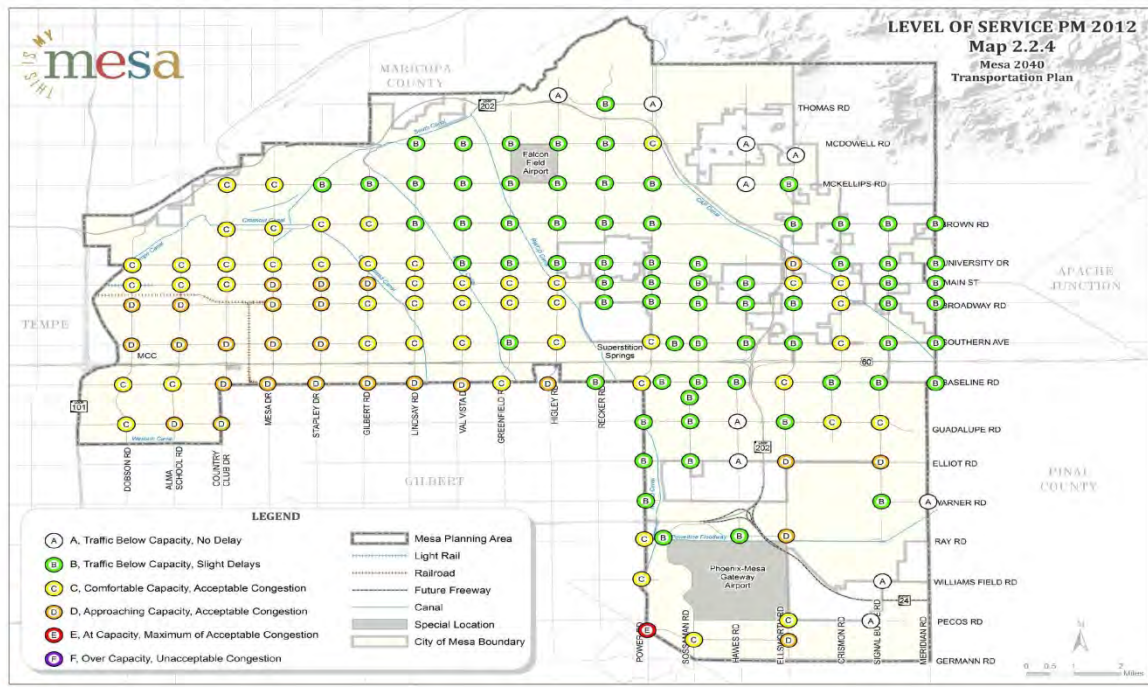 THIS IS MY
mesa
LEVEL OF SERVICE PM 2012
Map 2.2.4
Mesa 2040
Transportation Plan
MARICOPA
COUNTY
202
A
B
A
THOMAS RD
South Canal
B B B B B C A
MCDOWELL RD
A
Falcon
Field
Airport
C C B B B B B B B B A B
MCKELLIPS RD
C C C C B B B B B B B B B B
BROWN RD
C C C C C C C B B B B B B D B B B
UNIVERSITY DR
C C C D D D C C C C B B B B B C C B B
MAIN ST
APACHE
JUNCTION
D D C D D D C C C C B B B B B C B B
BROADWAY RD
TEMPE
D D D D D C C C B C C B B B B C B B
SOUTHERN AVE
MCC
Superstition
Springs
60
C C D D D D D D C D B C B B B C B B B
BASELINE RD
101
B
C D D
B B A B C C
GUADALUPE RD
Western Canal
202
DOBSON RD
ALMA
SCHOOL RD
COUNTRY
CLUB DR
MESA DR
STAPLEY DR
GILBERT RD
LINDSAY RD
VAL VISTA D
GREENFIELD R
HIGLEY RD
RECKER RD
B B A D D
ELLIOT RD
GILBERT
PINAL
COUNTY
B B A
WARNER RD
C B B D
RAY RD
Phoenix-Mesa
Gateway
Airport
C A
WILLIAMS FIELD RD
24
C A
PECOS RD
E C D
GERMANN RD
POWER RD
SOSSAMAN RD
HAWES RD
ELLSWORTH RD
CRISMON RD
SIGNAL BUTTE RD
MERIDIAN RD
LEGEND
A A, Traffic Below Capacity, No Delay
B B, Traffic Below Capacity, Slight Delays
C C, Comfortable Capacity, Acceptable Congestion
D D, Approaching Capacity, Acceptable Congestion
E E, At Capacity, Maximum of Acceptable Congestion
F F, Over Capacity, Unacceptable Congestion
Mesa Planning Area
Light Rail
Railroad
Future Freeway
Canal
Special Location
City of Mesa Boundary
N
0 0.5 1 2
Miles